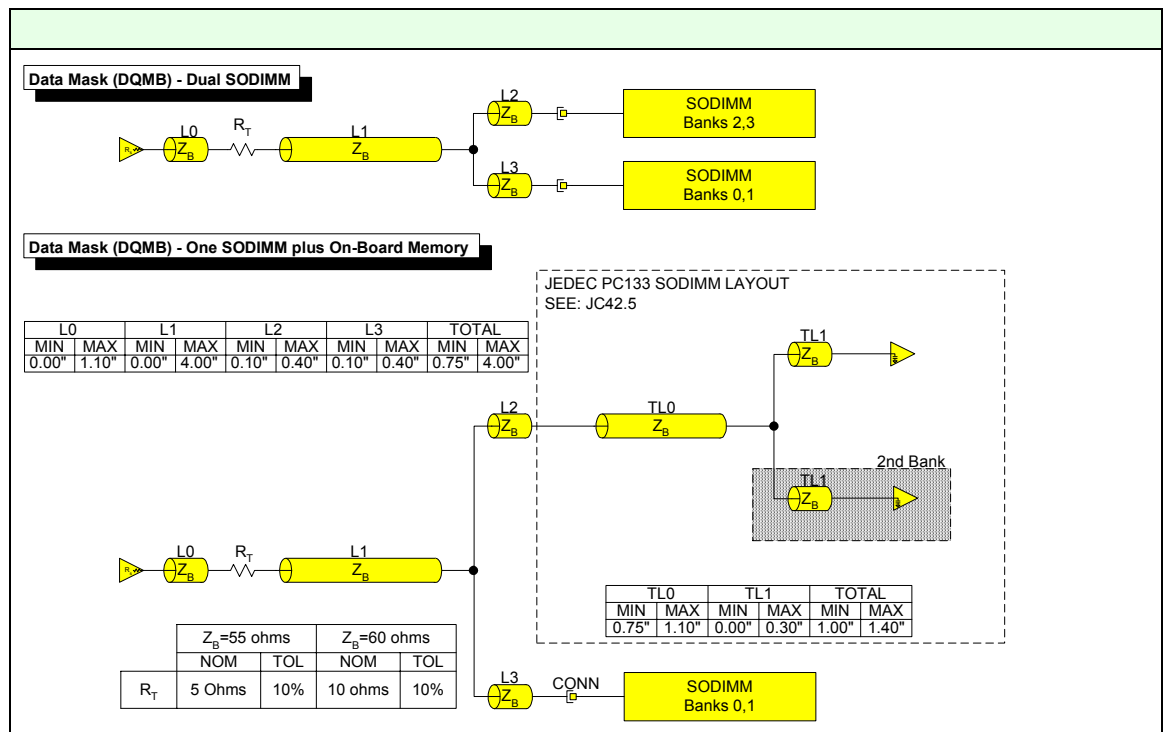 Data Mask (DQMB) - Dual SODIMM
L0
ZB
RT
L1
ZB
L2
ZB
SODIMM
Banks 2,3
L3
ZB
SODIMM
Banks 0,1
Data Mask (DQMB) - One SODIMM plus On-Board Memory
JEDEC PC133 SODIMM LAYOUT
SEE: JC42.5
L0 L1 L2 L3 TOTAL
MIN MAX MIN MAX MIN MAX MIN MAX MIN MAX
0.00" 1.10" 0.00" 4.00" 0.10" 0.40" 0.10" 0.40" 0.75" 4.00"
L2
ZB
TL0
ZB
TL1
ZB
2nd Bank
TL1
ZB
L0
ZB
RT
L1
ZB
TL0 TL1 TOTAL
MIN MAX MIN MAX MIN MAX
0.75" 1.10" 0.00" 0.30" 1.00" 1.40"
ZB=55 ohms ZB=60 ohms
NOM TOL NOM TOL
RT 5 Ohms 10% 10 ohms 10%
L3
ZB
CONN
SODIMM
Banks 0,1